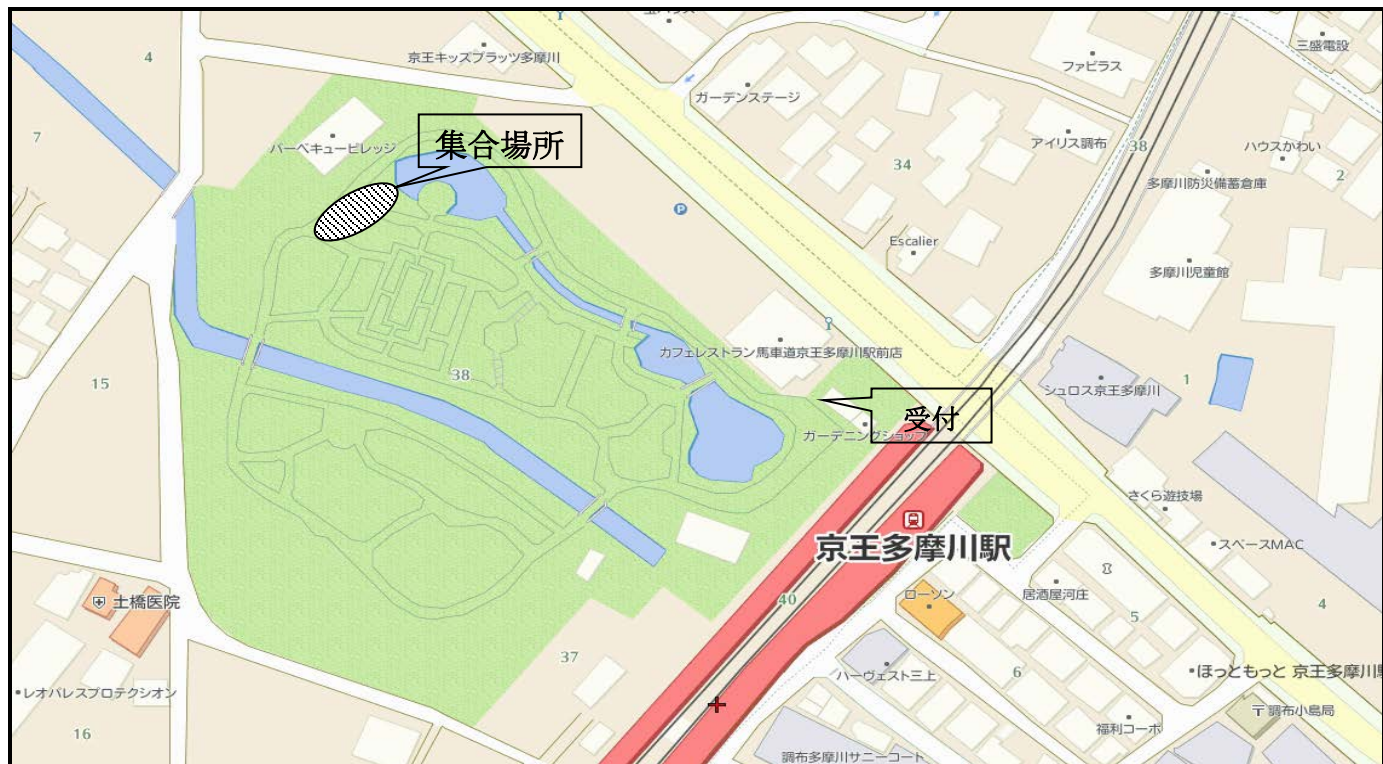 三盛電設
4
京王キッズプラッツ多摩川
ファビラス
ガーデンステージ
7
バーベキュービレッジ
集合場所
アイリス調布
38
ハウスかわい
34
多摩川防災備蓄倉庫
2
P
Escalier
多摩川児童館
カフェレストラン馬車道京王多摩川駅前店
38
15
シュロス京王多摩川
1
受付
ガーデニングショップ
さくら遊技場
京王多摩川駅
スペースMAC
土橋医院
40
ローソン
居酒屋河庄
8
5
4
37
ハーヴェスト三上
6
ほっともっと 京王多摩川
レオパレスプロテクシオン
〒調布小島局
16
福利コーポ
調布多摩川サニーコート